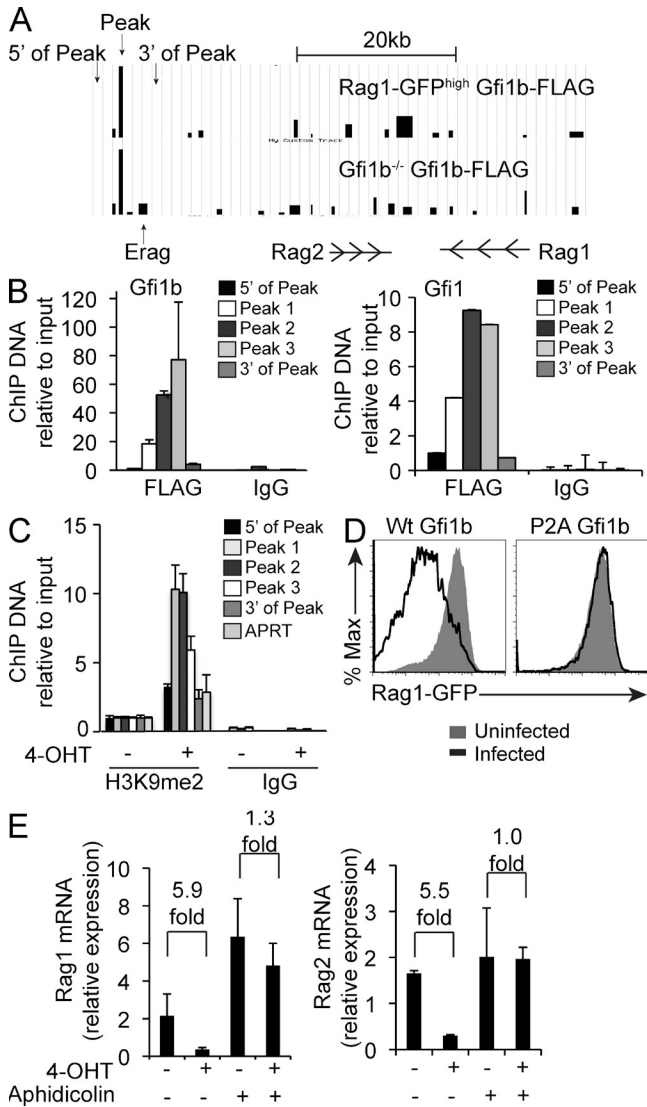 A
Peak
5' of Peak
3' of Peak
20kb
Rag1-GFPhigh Gfi1b-FLAG
My Custom Track
Gfi1b-/- Gfi1b-FLAG
Erag
Rag2
Rag1
B
Gfi1b
ChIP DNA
relative to input
120
100
80
60
40
20
0
5' of Peak
Peak 1
Peak 2
Peak 3
3' of Peak
FLAG
IgG
Gfi1
ChIP DNA
relative to input
10
8
6
4
2
0
5' of Peak
Peak 1
Peak 2
Peak 3
3' of Peak
FLAG
IgG
C
ChIP DNA
relative to input
15
10
5
0
5' of Peak
Peak 1
Peak 2
Peak 3
3' of Peak
APRT
4-OHT - + - +
H3K9me2
IgG
D
Wt Gfi1b
P2A Gfi1b
% Max
Rag1-GFP
Uninfected
Infected
E
Rag1 mRNA
(relative expression)
10
8
6
4
2
0
5.9
fold
1.3
fold
4-OHT - + - +
Aphidicolin - - + +
Rag2 mRNA
(relative expression)
4
3
2
1
0
5.5
fold
1.0
fold
- + - +
- - + +